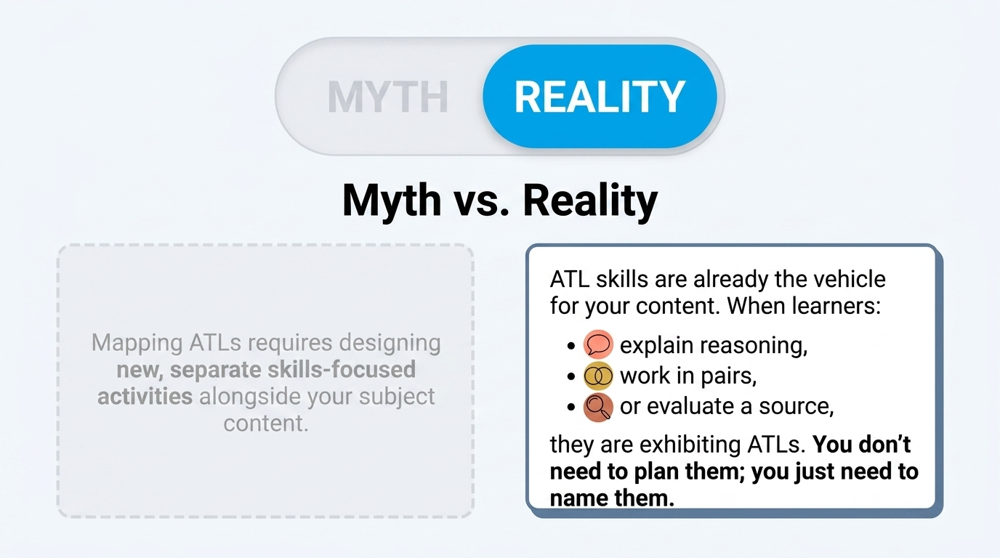 MYTH REALITY
Myth vs. Reality
Mapping ATLs requires designing
new, separate skills-focused
activities alongside your subject
content.
ATL skills are already the vehicle
for your content. When learners:
• explain reasoning,
• work in pairs,
• or evaluate a source,
they are exhibiting ATLs. You don’t
need to plan them; you just need to
name them.